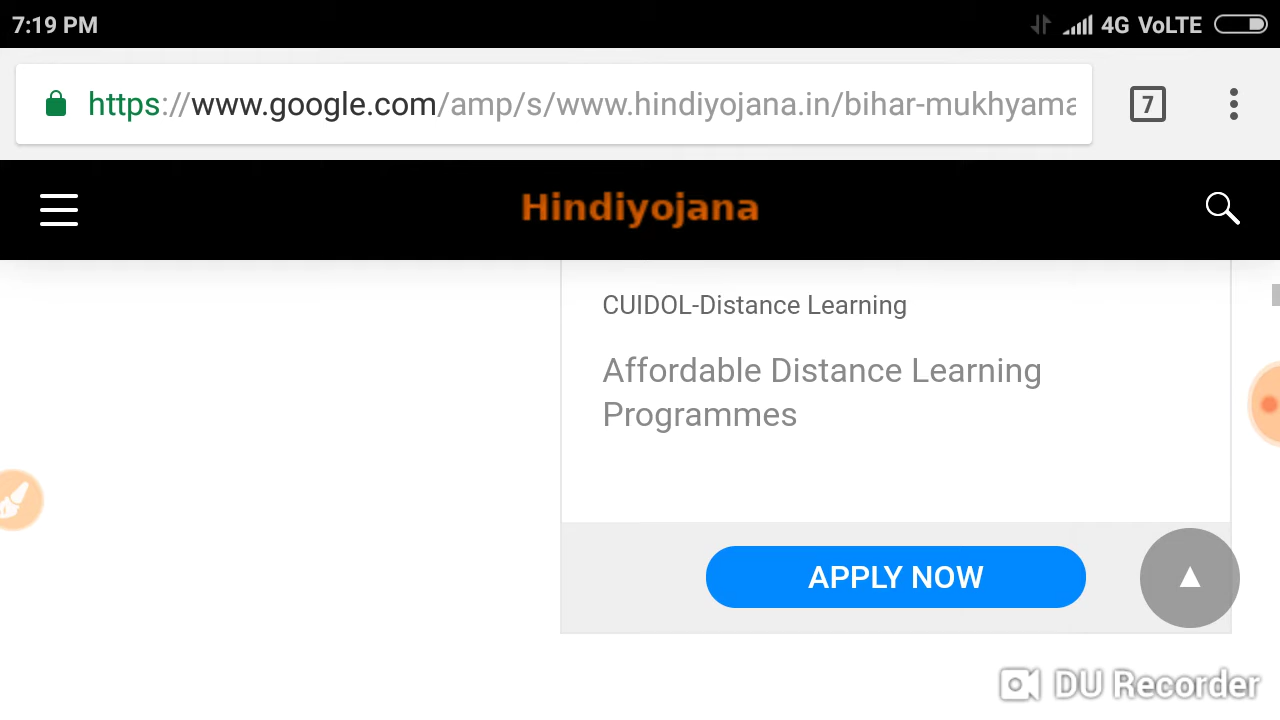 7:19 PM
4G VoLTE
https://www.google.com/amp/s/www.hindiyojana.in/bihar-mukhyama
7
Hindiyojana
CUIDOL-Distance Learning
Affordable Distance Learning
Programmes
APPLY NOW
DU Recorder